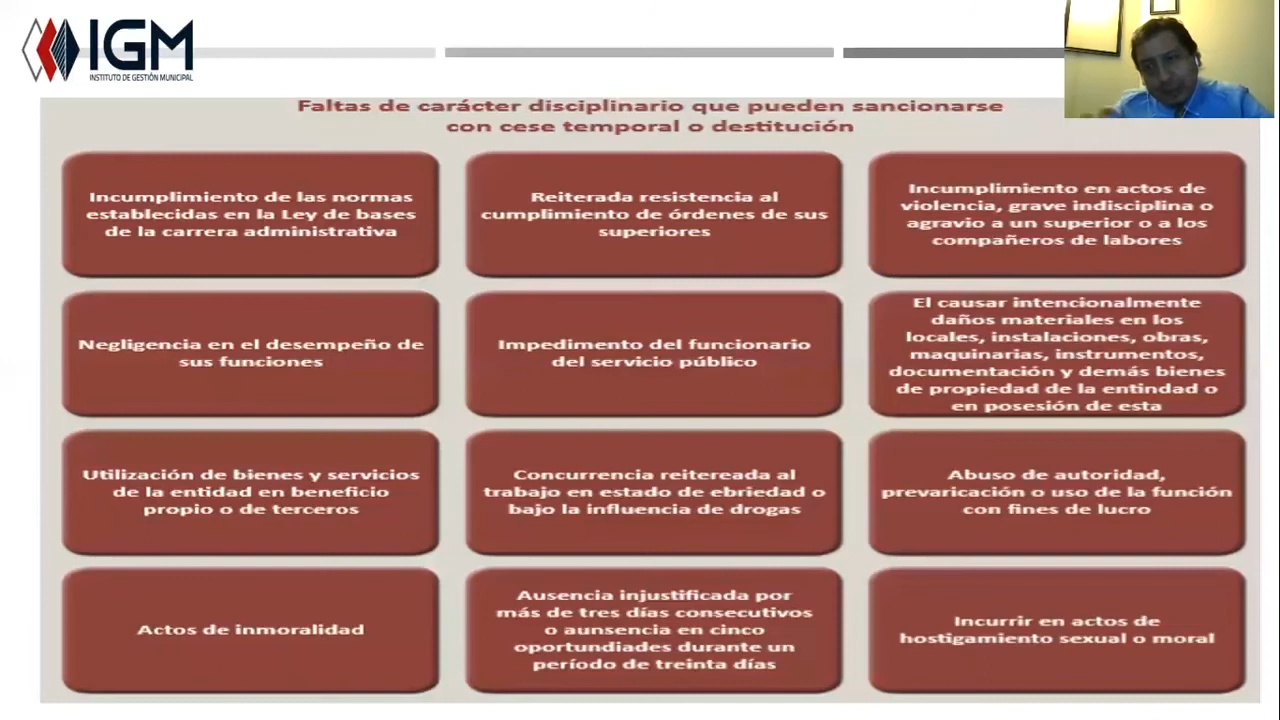 IGM
INSTITUTO DE GESTIÓN MUNICIPAL
Faltas de carácter disciplinario que pueden sancionarse
con cese temporal o destitución
Incumplimiento de las normas
establecidas en la Ley de bases
de la carrera administrativa
Reiterada resistencia al
cumplimiento de órdenes de sus
superiores
Incumplimiento en actos de
violencia, grave indisciplina o
agravio a un superior o a los
compañeros de labores
Negligencia en el desempeño de
sus funciones
Impedimento del funcionario
del servicio público
El causar intencionalmente
daños materiales en los
locales, instalaciones, obras,
maquinarias, instrumentos,
documentación y demás bienes
de propiedad de la entindad o
en posesión de esta
Utilización de bienes y servicios
de la entidad en beneficio
propio o de terceros
Concurrencia reitereada al
trabajo en estado de ebriedad o
bajo la influencia de drogas
Abuso de autoridad,
prevaricación o uso de la función
con fines de lucro
Actos de inmoralidad
Ausencia injustificada por
más de tres días consecutivos
o aunsencia en cinco
oportundiades durante un
período de treinta días
Incurrir en actos de
hostigamiento sexual o moral